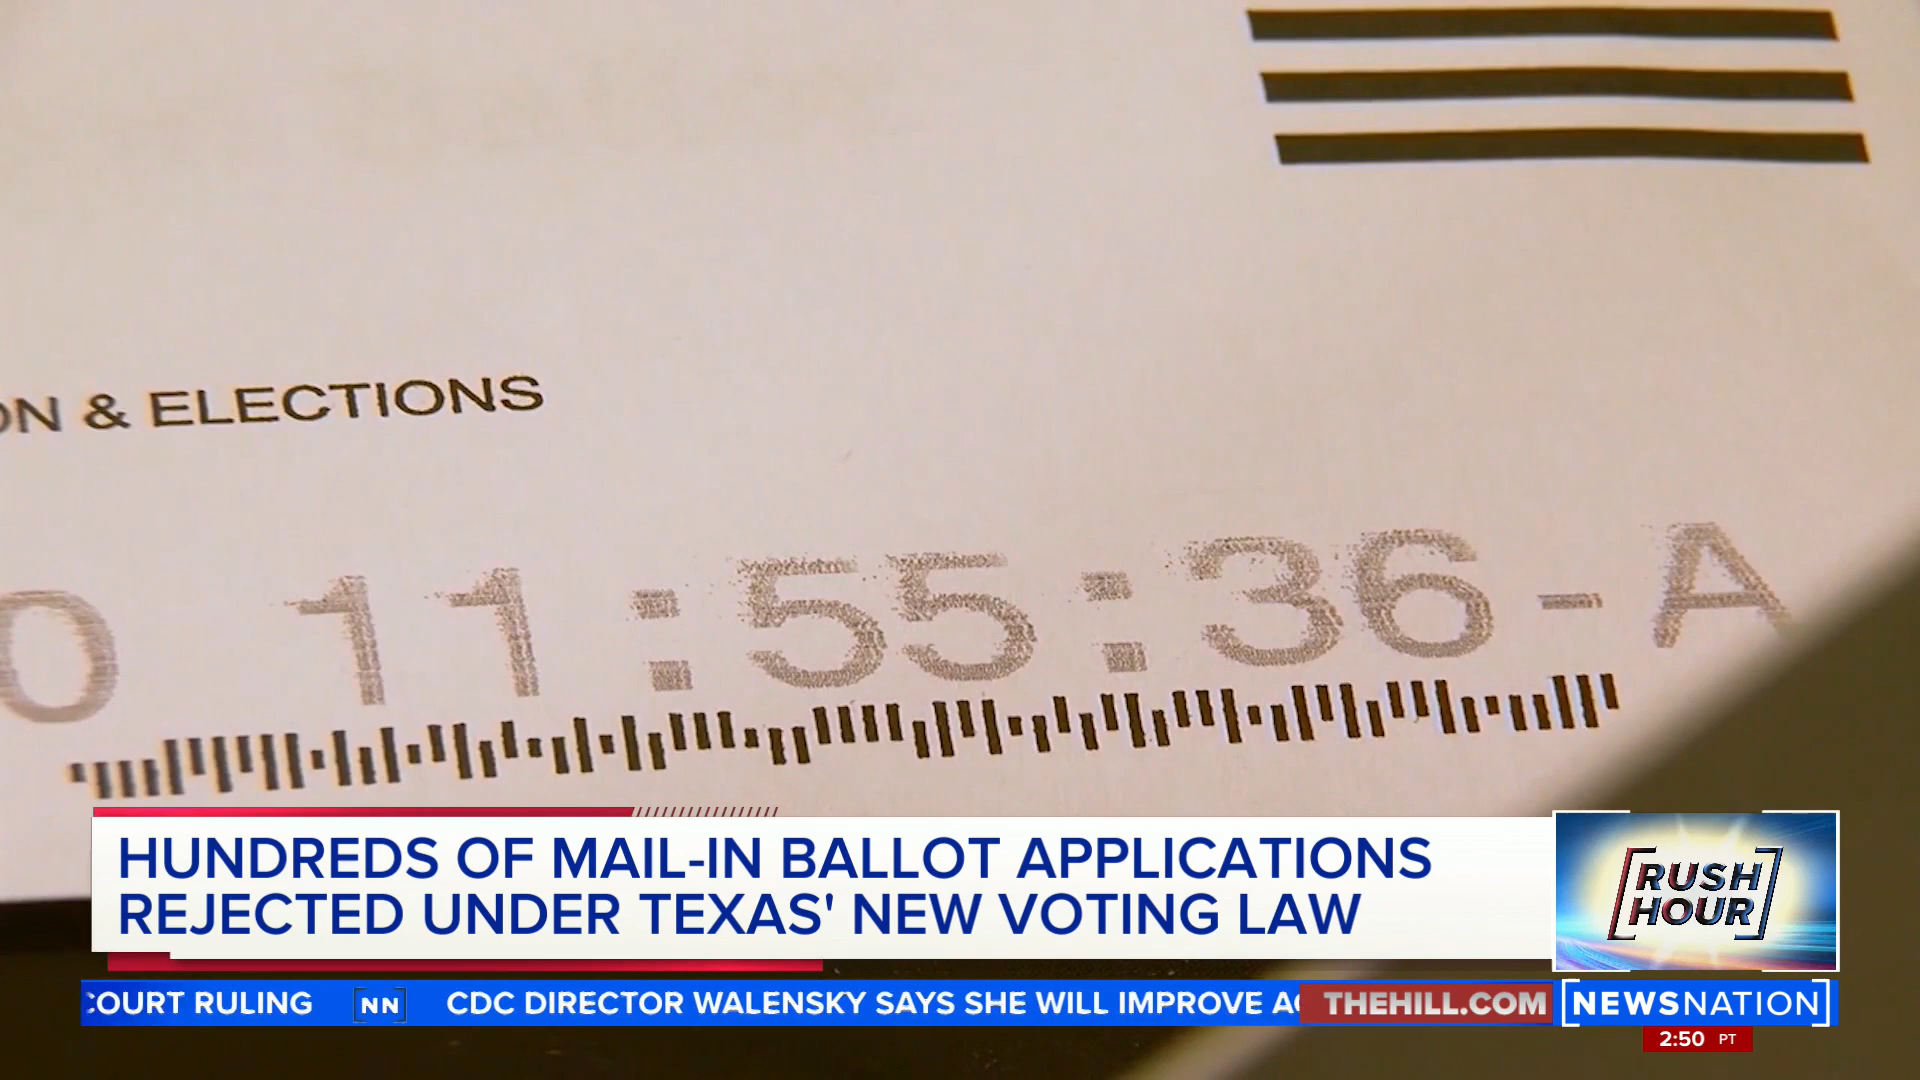 ON & ELECTIONS
0 11:55:36-A
HUNDREDS OF MAIL-IN BALLOT APPLICATIONS
REJECTED UNDER TEXAS' NEW VOTING LAW
RUSH
HOUR
COURT RULING [NN] CDC DIRECTOR WALENSKY SAYS SHE WILL IMPROVE
THEHILL.COM
[NEWSNATION]
2:50 PT